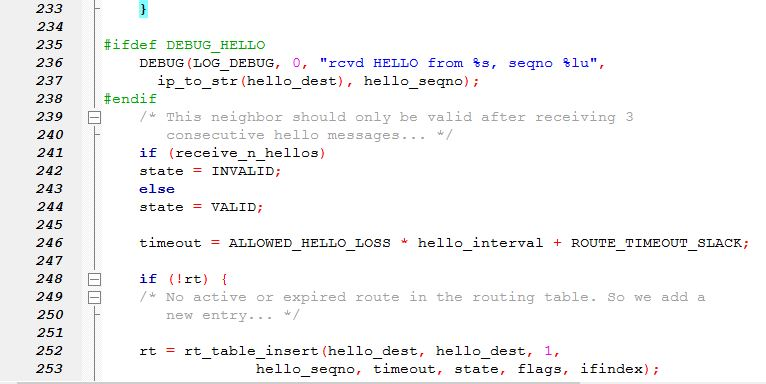 233 }
234
235 #ifdef DEBUG_HELLO
236 DEBUG(LOG_DEBUG, 0, "rcvd HELLO from %s, seqno %lu",
237 ip_to_str(hello_dest), hello_seqno);
238 #endif
239 /* This neighbor should only be valid after receiving 3
240 consecutive hello messages... */
241 if (receive_n_hellos)
242 state = INVALID;
243 else
244 state = VALID;
245
246 timeout = ALLOWED_HELLO_LOSS * hello_interval + ROUTE_TIMEOUT_SLACK;
247
248 if (!rt) {
249 /* No active or expired route in the routing table. So we add a
250 new entry... */
251
252 rt = rt_table_insert(hello_dest, hello_dest, 1,
253 hello_seqno, timeout, state, flags, ifindex);